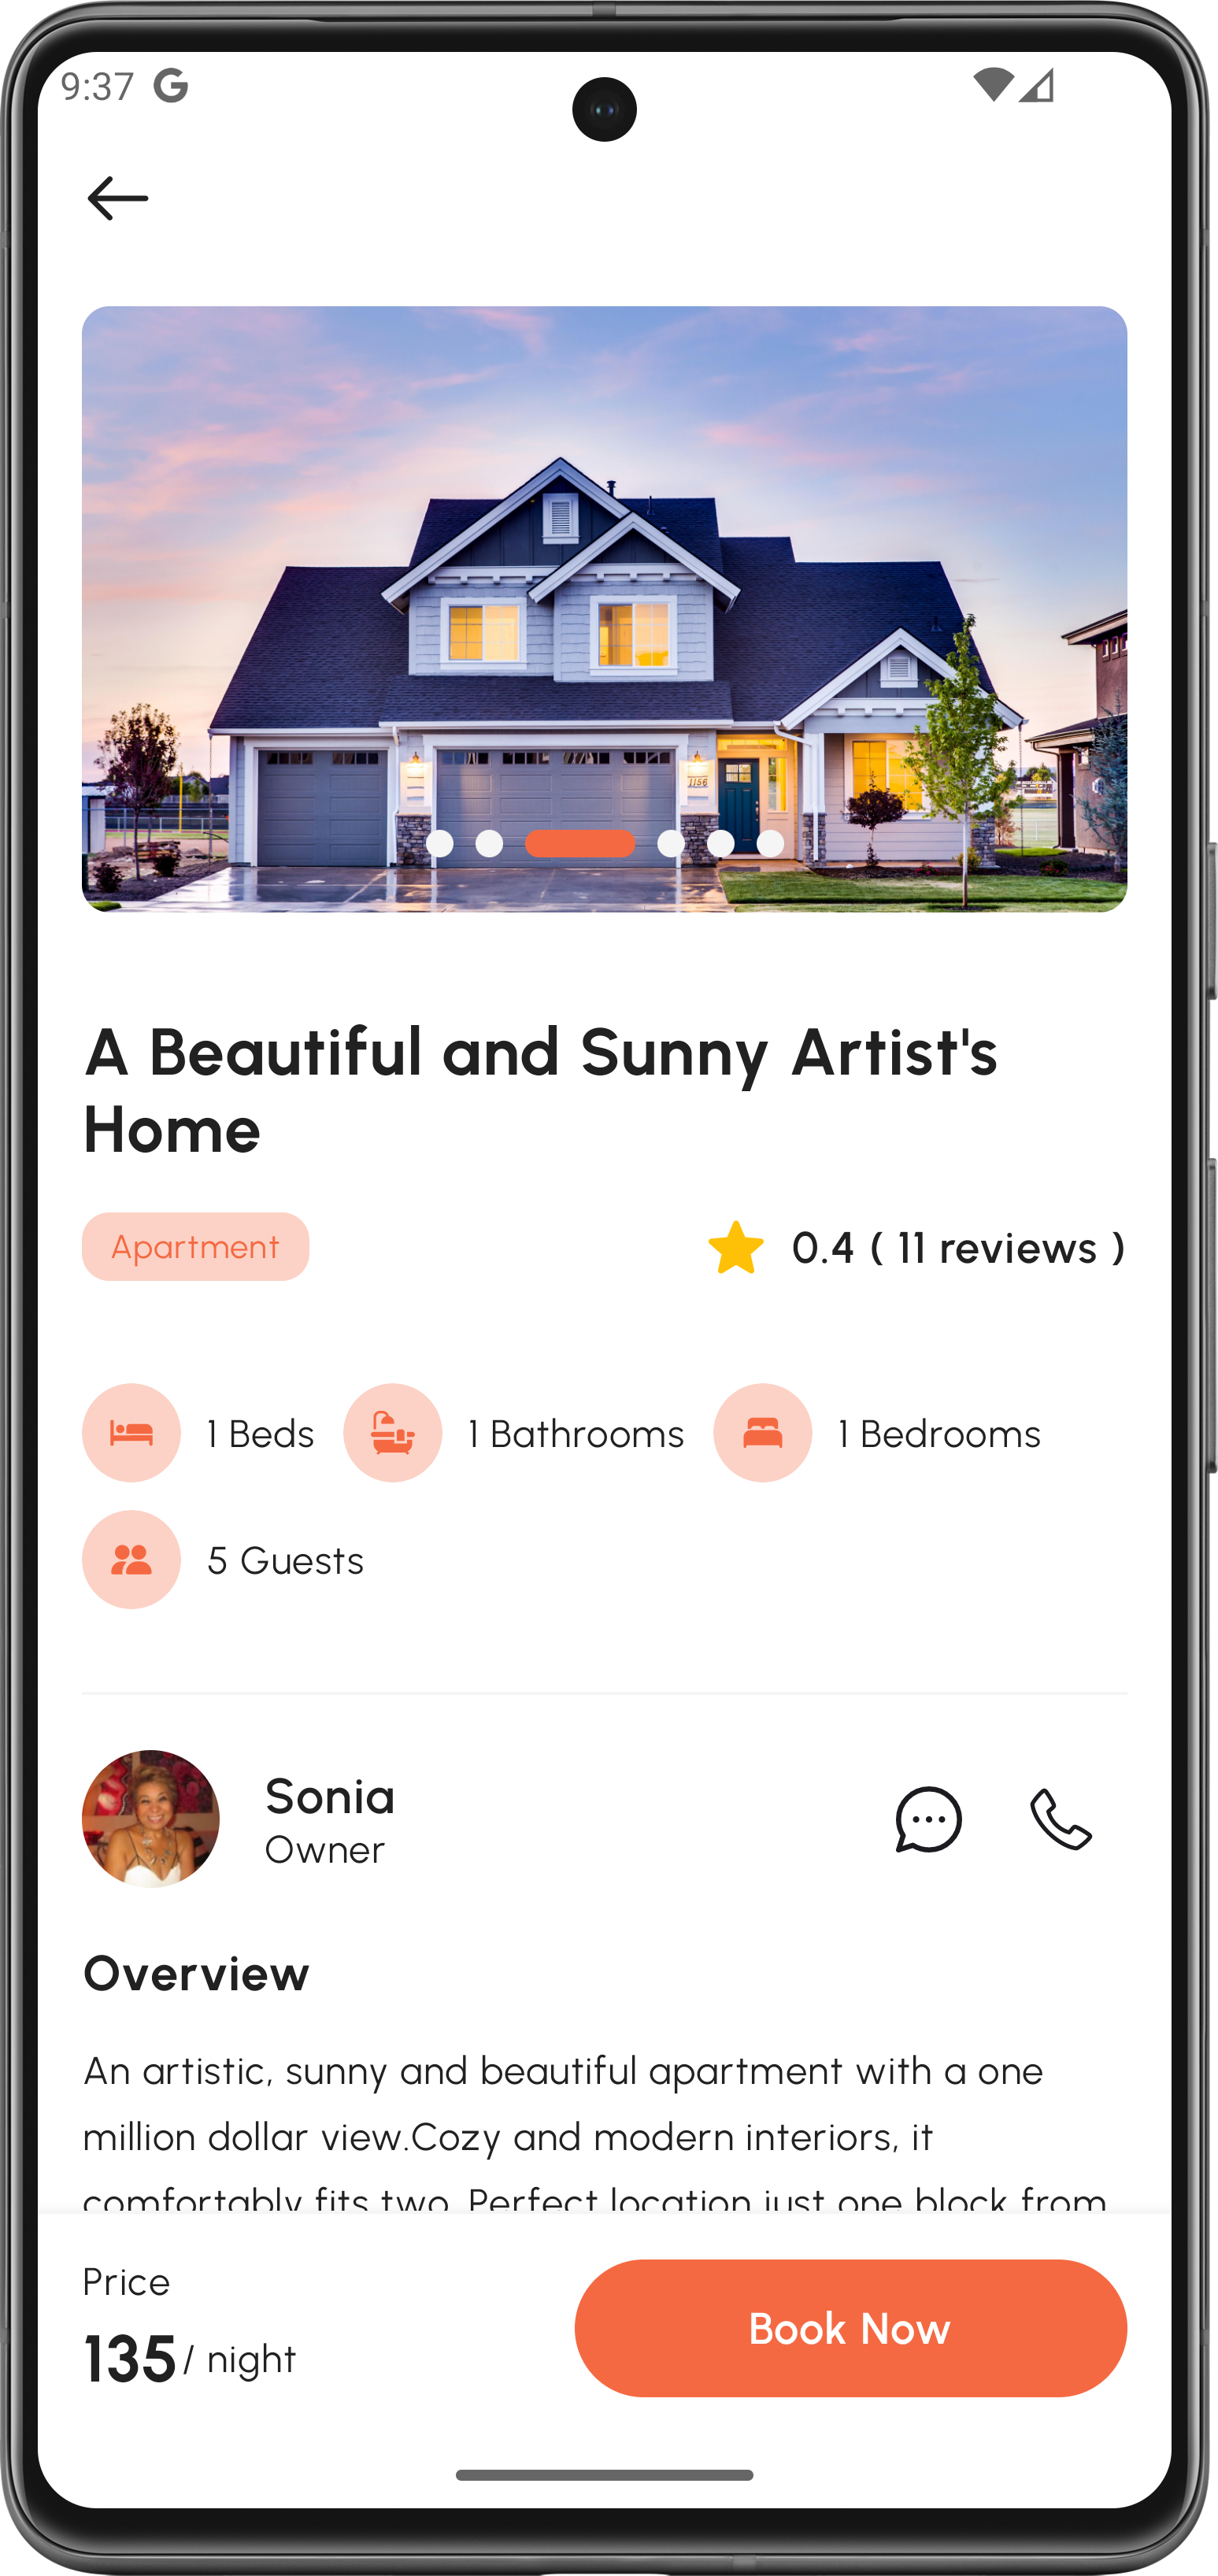 9:37 G
1156
A Beautiful and Sunny Artist's
Home
Apartment
0.4 ( 11 reviews )
1 Beds
1 Bathrooms
1 Bedrooms
5 Guests
Sonia
Owner
Overview
An artistic, sunny and beautiful apartment with a one
million dollar view.Cozy and modern interiors, it
comfortably fits two. Perfect location just one block from
Price
135/ night
Book Now